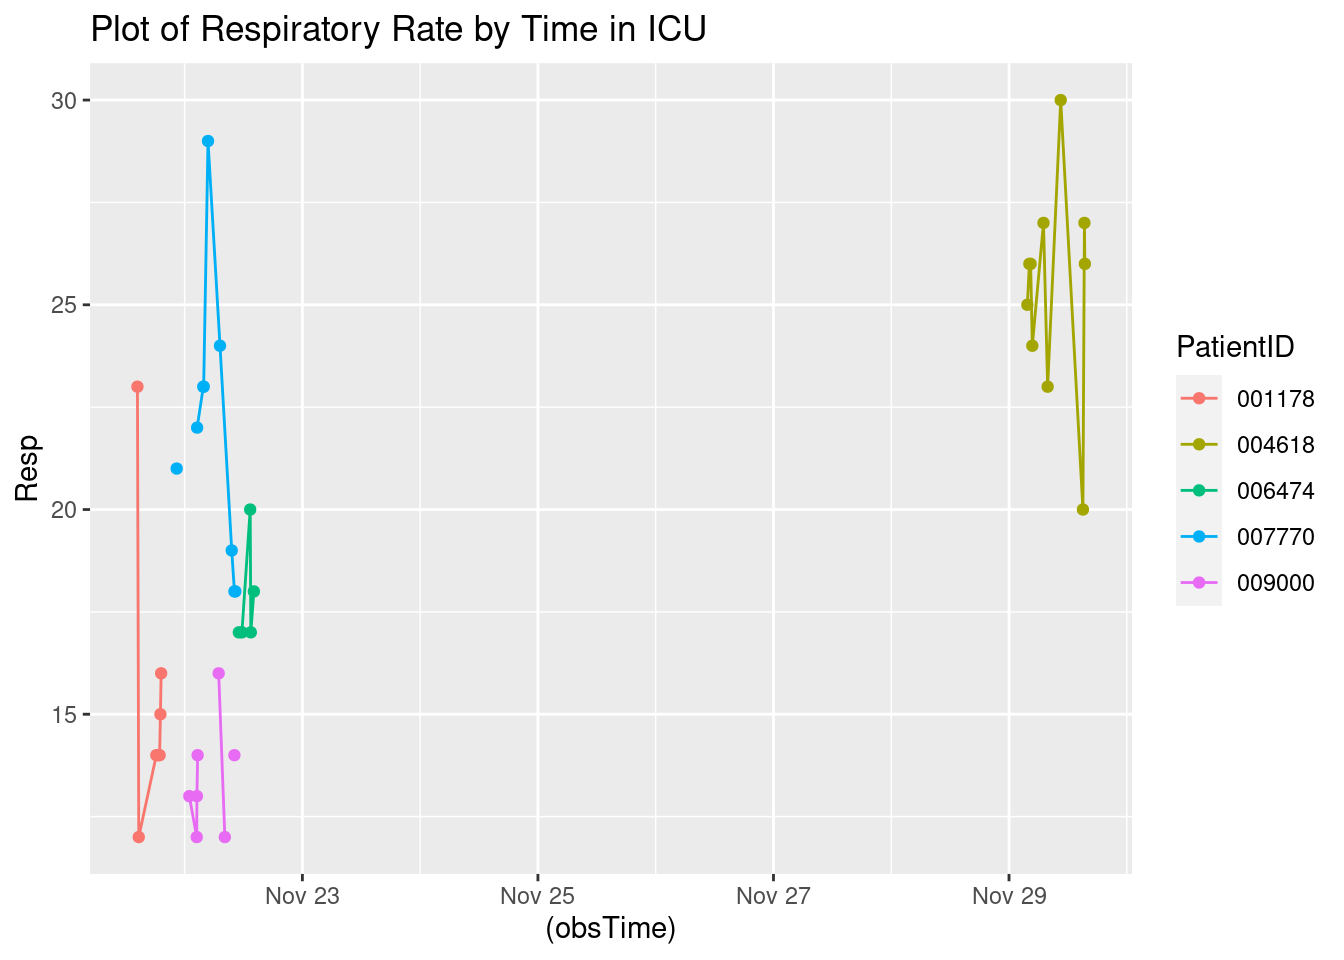 Plot of Respiratory Rate by Time in ICU
30
25
20
15
Resp
Nov 23
Nov 25
Nov 27
Nov 29
(obsTime)
PatientID
001178
004618
006474
007770
009000